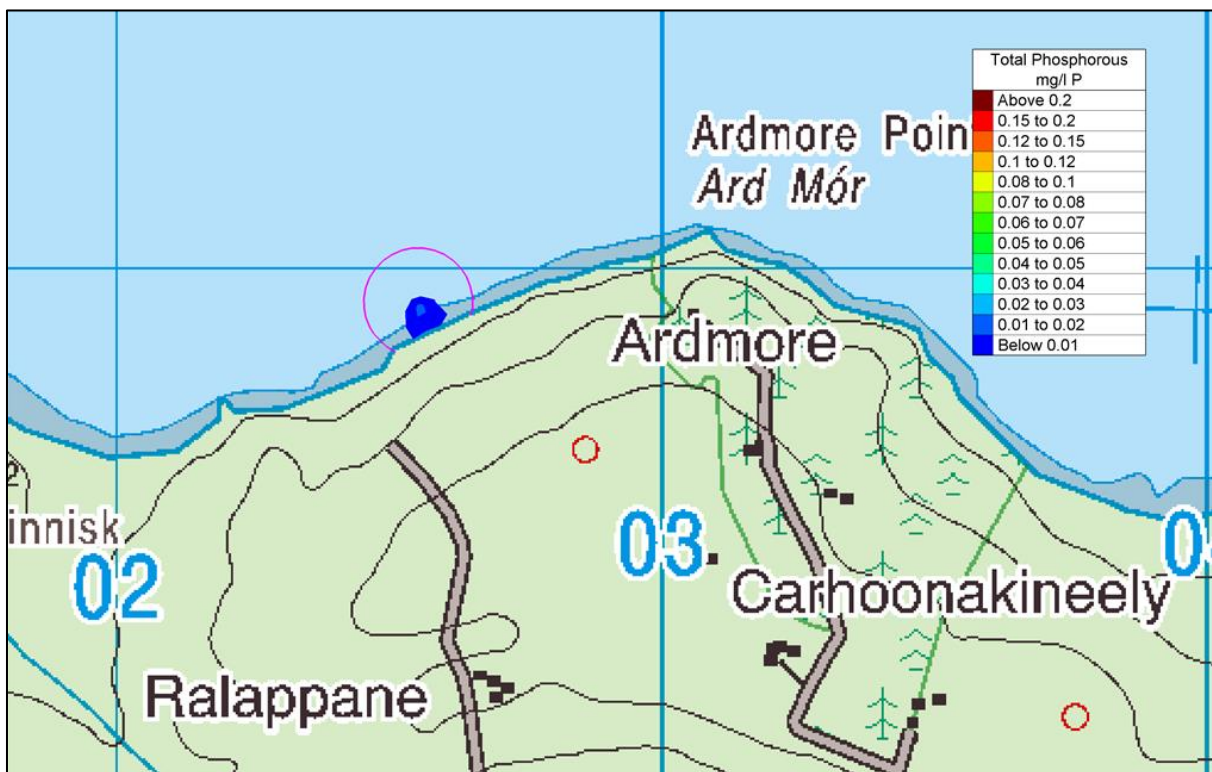 Total Phosphorous
mg/l P
Above 0.2
0.15 to 0.2
0.12 to 0.15
0.1 to 0.12
0.08 to 0.1
0.07 to 0.08
0.06 to 0.07
0.05 to 0.06
0.04 to 0.05
0.03 to 0.04
0.02 to 0.03
0.01 to 0.02
Below 0.01
Ardmore Poin
Ard Mór
Ardmore
innisk
02
03
Carhoonakineely
Ralappane